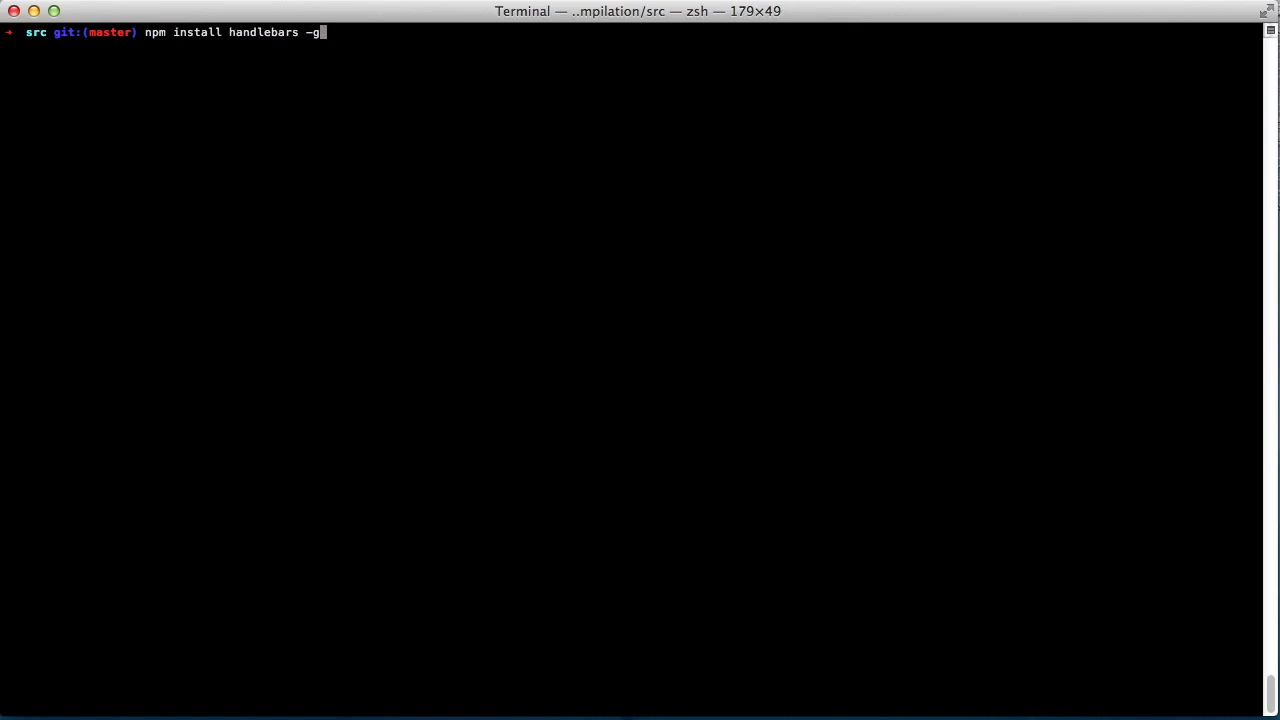 Terminal — ..mpilation/src — zsh — 179×49
➜ src git:(master) npm install handlebars -g